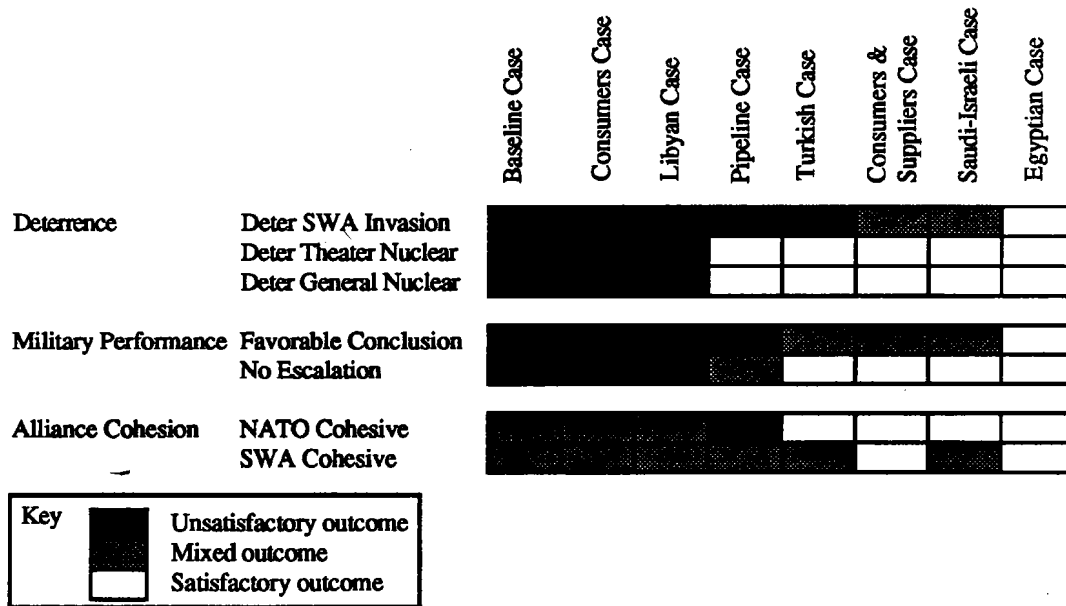 Baseline Case
Consumers Case
Libyan Case
Pipeline Case
Turkish Case
Consumers &
Suppliers Case
Saudi-Israeli Case
Egyptian Case
Deterrence Deter SWA Invasion
Deter Theater Nuclear
Deter General Nuclear
Military Performance Favorable Conclusion
No Escalation
Alliance Cohesion NATO Cohesive
SWA Cohesive
Key
Unsatisfactory outcome
Mixed outcome
Satisfactory outcome